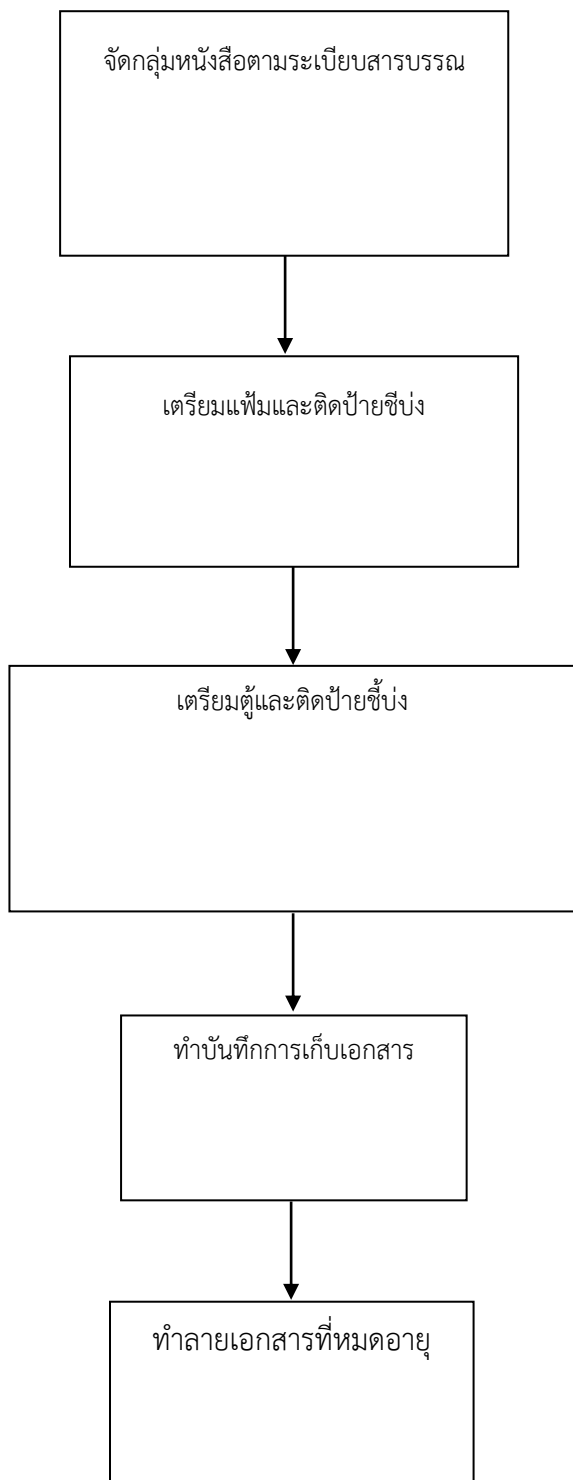 จัดกลุ่มหนังสือตามระเบียบสารบรรณ
เตรียมแฟ้มและติดป้ายชีบ่ง
เตรียมตู้และติดป้ายชี้บ่ง
ทำบันทึกการเก็บเอกสาร
ทำลายเอกสารที่หมดอายุ